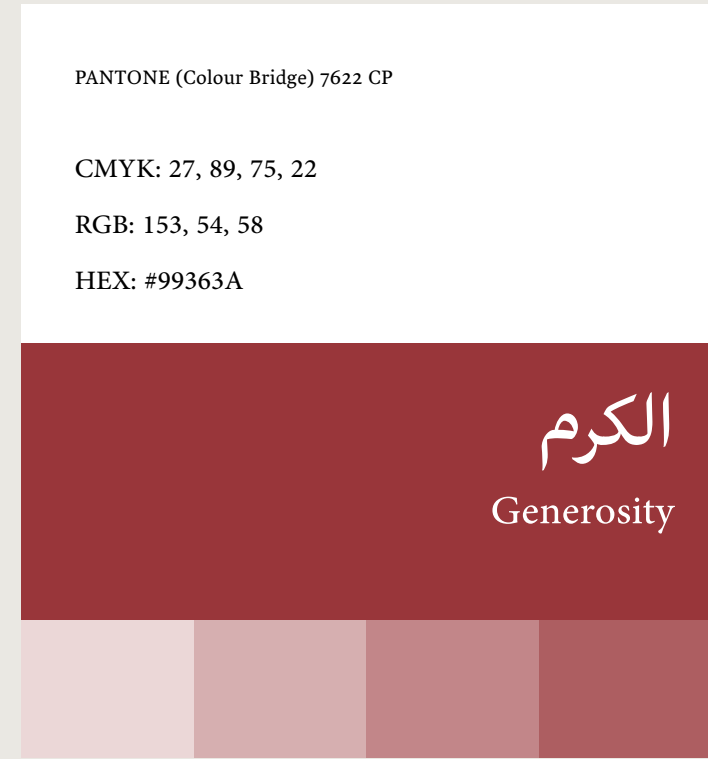 PANTONE (Colour Bridge) 7622 CP
CMYK: 27, 89, 75, 22
RGB: 153, 54, 58
HEX: #99363A
الكرم
Generosity